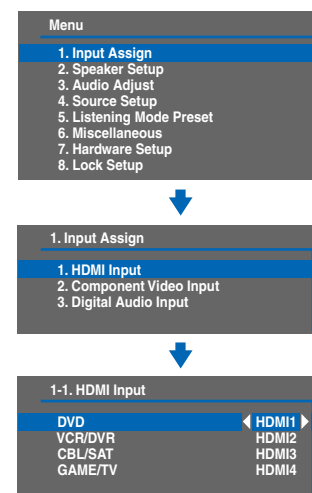 Menu
1. Input Assign
2. Speaker Setup
3. Audio Adjust
4. Source Setup
5. Listening Mode Preset
6. Miscellaneous
7. Hardware Setup
8. Lock Setup
1. Input Assign
1. HDMI Input
2. Component Video Input
3. Digital Audio Input
1-1. HDMI Input
DVD HDMI1
VCR/DVR HDMI2
CBL/SAT HDMI3
GAME/TV HDMI4